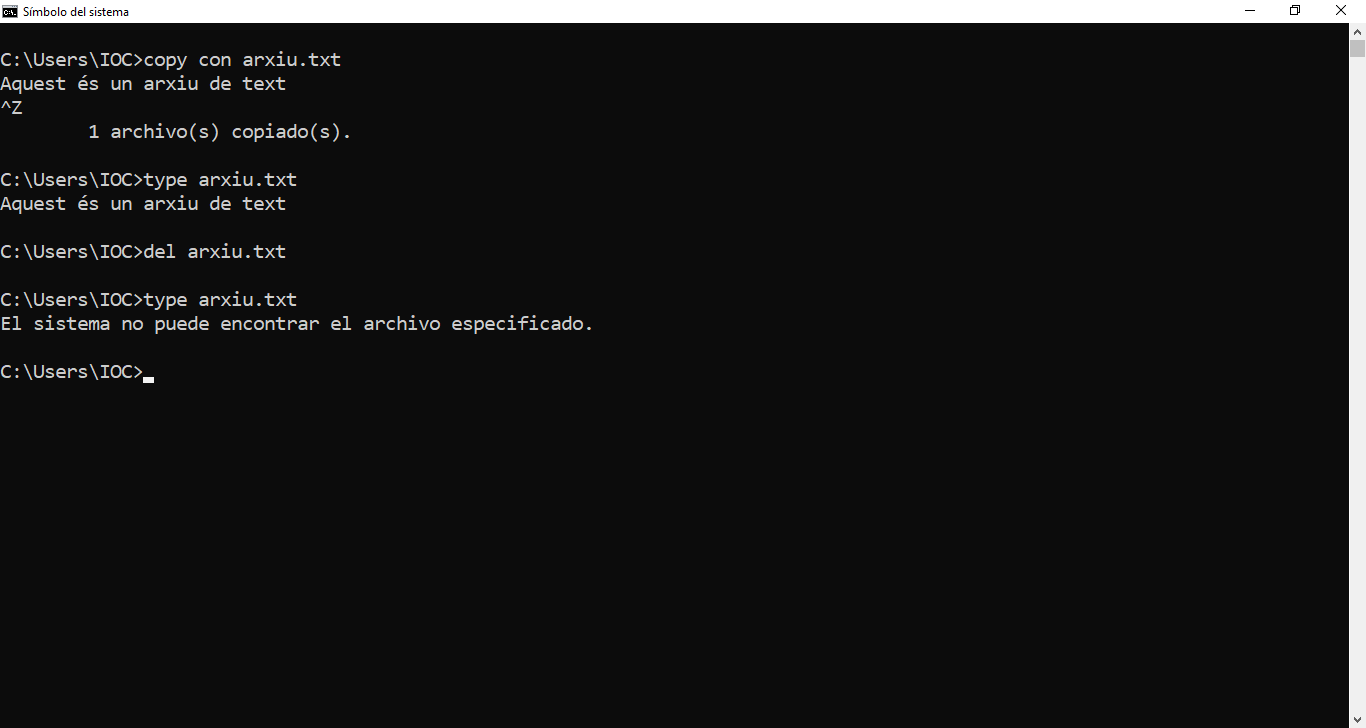 Símbolo del sistema
C:\Users\IOC>copy con arxiu.txt
Aquest és un arxiu de text
^Z
        1 archivo(s) copiado(s).
C:\Users\IOC>type arxiu.txt
Aquest és un arxiu de text
C:\Users\IOC>del arxiu.txt
C:\Users\IOC>type arxiu.txt
El sistema no puede encontrar el archivo especificado.
C:\Users\IOC>